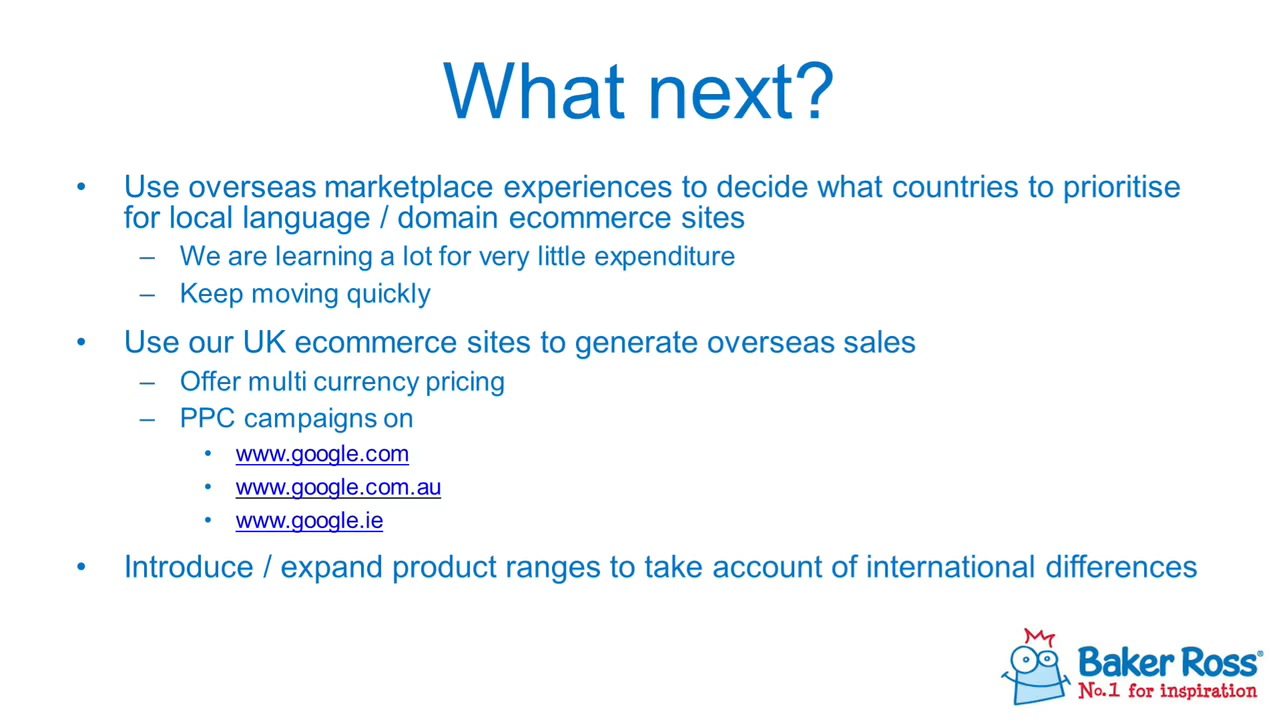 What next?
• Use overseas marketplace experiences to decide what countries to prioritise
for local language / domain ecommerce sites
– We are learning a lot for very little expenditure
– Keep moving quickly
• Use our UK ecommerce sites to generate overseas sales
– Offer multi currency pricing
– PPC campaigns on
• www.google.com
• www.google.com.au
• www.google.ie
• Introduce / expand product ranges to take account of international differences
Baker Ross®
No.1 for inspiration